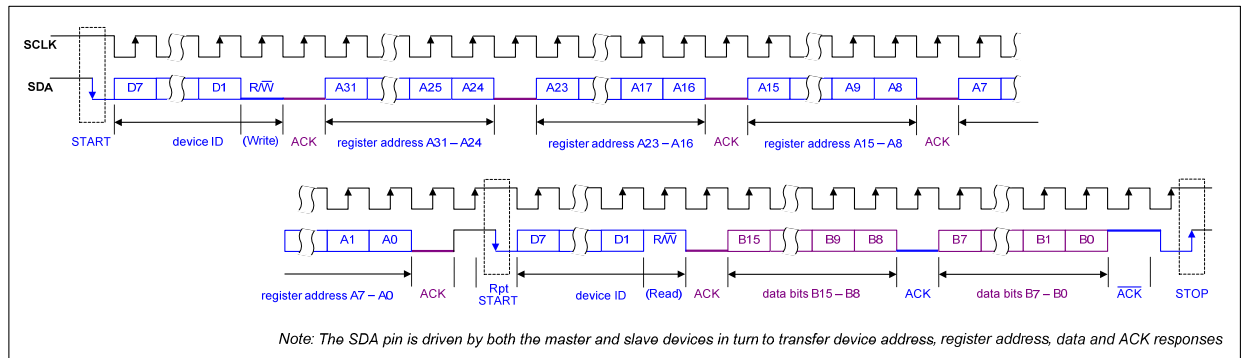 SCLK
SDA
D7 D1 R/W̅ A31 A25 A24 A23 A17 A16 A15 A9 A8 A7
START device ID (Write) ACK register address A31 – A24 register address A23 – A16 ACK register address A15 – A8 ACK
A1 A0 D7 D1 R/W̅ B15 B9 B8 B7 B1 B0
register address A7 – A0 ACK Rpt START device ID (Read) ACK data bits B15 – B8 ACK data bits B7 – B0 A̅C̅K̅ STOP
Note: The SDA pin is driven by both the master and slave devices in turn to transfer device address, register address, data and ACK responses